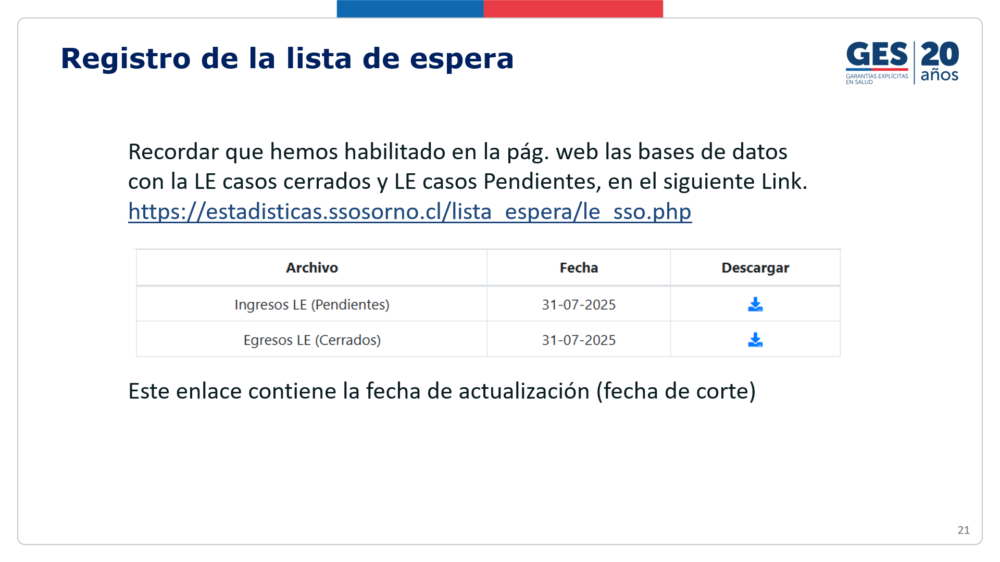 Registro de la lista de espera
GES 20
GARANTÍAS EXPLÍCITAS años
EN SALUD
Recordar que hemos habilitado en la pág. web las bases de datos
con la LE casos cerrados y LE casos Pendientes, en el siguiente Link.
https://estadisticas.ssosorno.cl/lista_espera/le_sso.php
Archivo Fecha Descargar
Ingresos LE (Pendientes) 31-07-2025
Egresos LE (Cerrados) 31-07-2025
Este enlace contiene la fecha de actualización (fecha de corte)
21